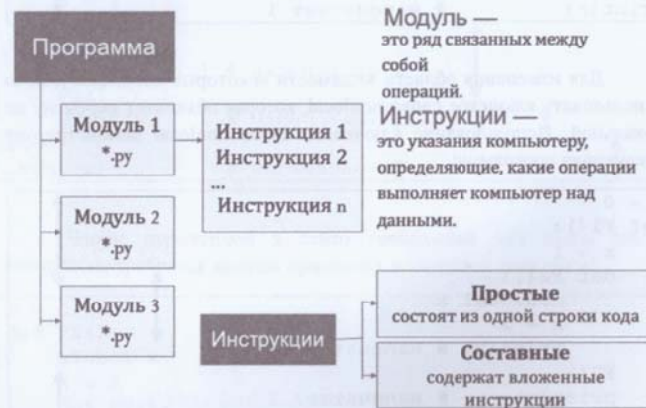 Программа
Модуль 1
*.py
Модуль 2
*.py
Модуль 3
*.py
Инструкция 1
Инструкция 2
...
Инструкция n
Модуль —
это ряд связанных между
собой
операций.
Инструкции —
это указания компьютеру,
определяющие, какие операции
выполняет компьютер над
данными.
Инструкции
Простые
состоят из одной строки кода
Составные
содержат вложенные
инструкции